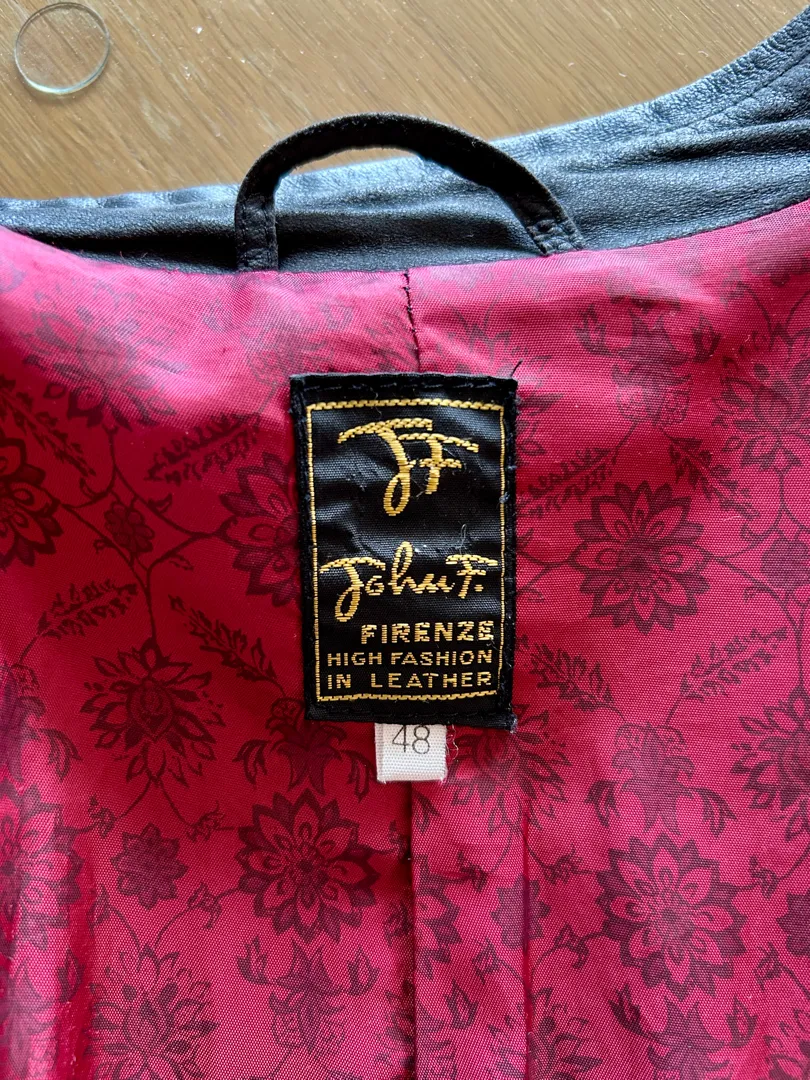 JF
John F.
FIRENZE
HIGH FASHION
IN LEATHER
48